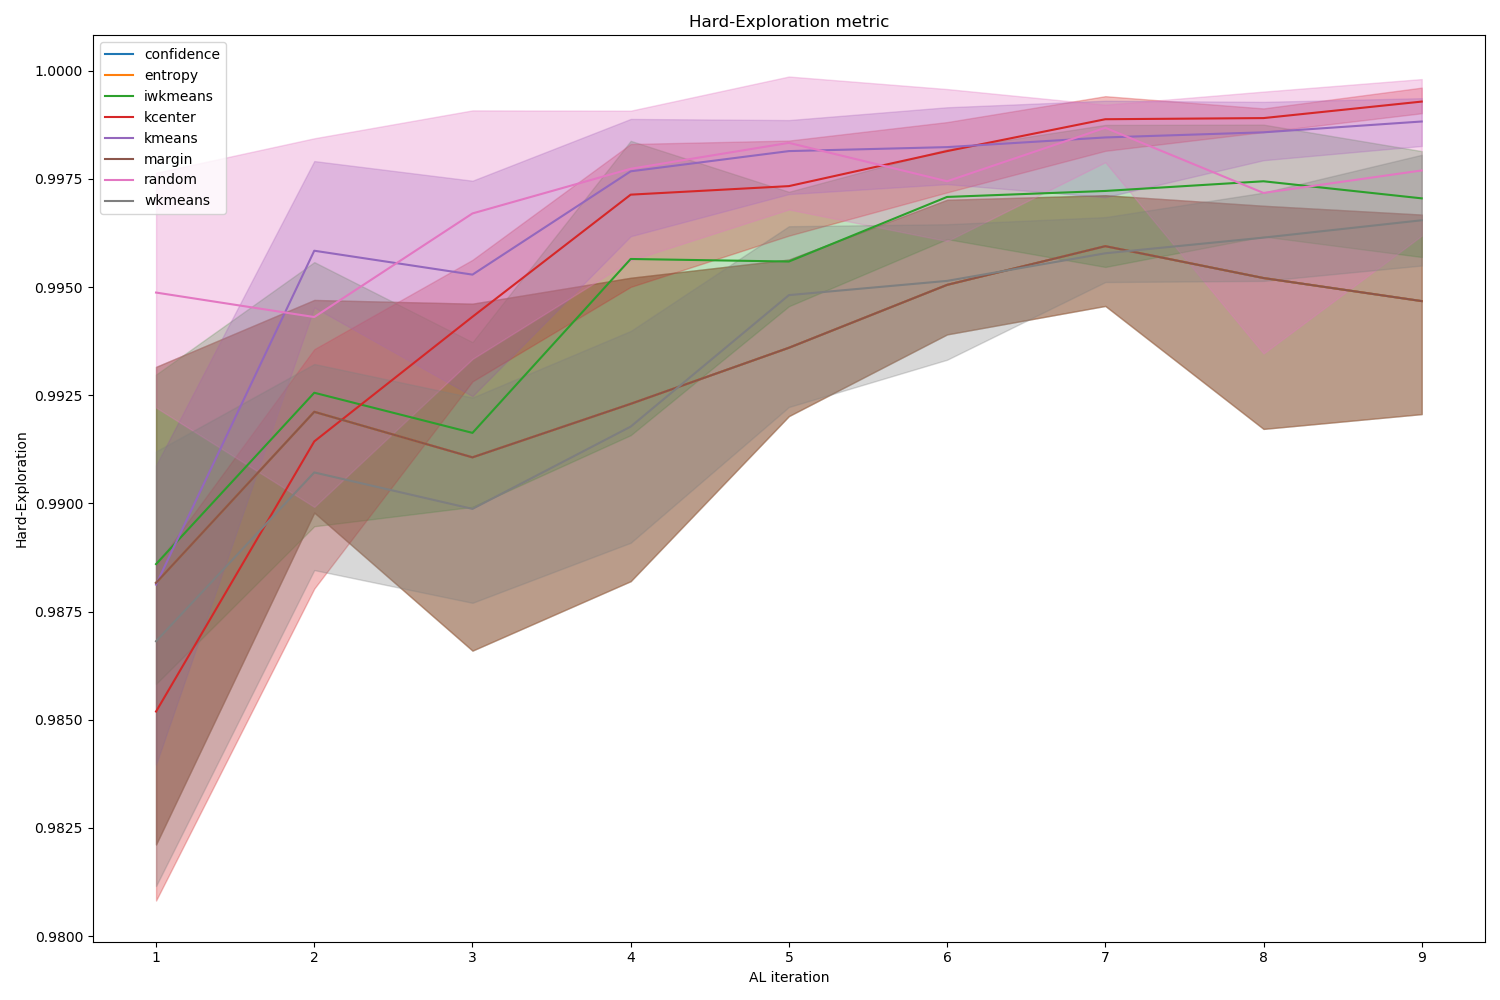 Hard-Exploration metric
confidence
entropy
iwkmeans
kcenter
kmeans
margin
random
wkmeans
1.0000
0.9975
0.9950
0.9925
0.9900
0.9875
0.9850
0.9825
0.9800
Hard-Exploration
1 2 3 4 5 6 7 8 9
AL iteration